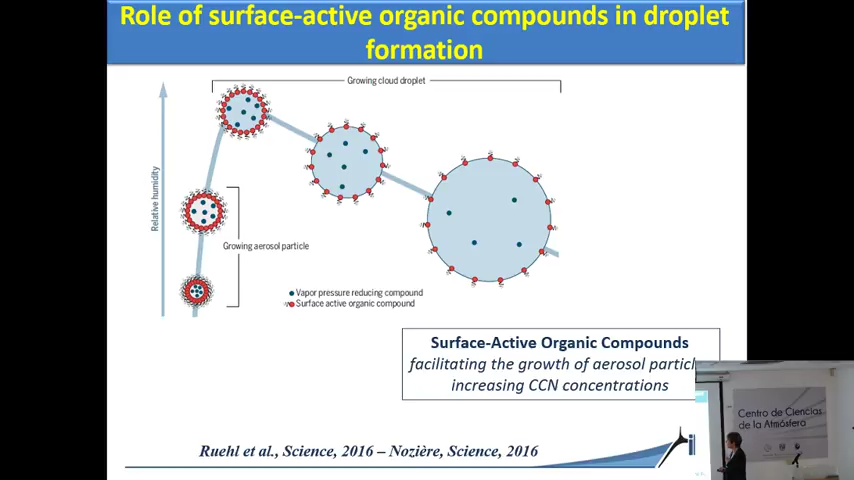 Role of surface-active organic compounds in droplet
formation
Growing cloud droplet
Relative humidity
Growing aerosol particle
Vapor pressure reducing compound
Surface active organic compound
Surface-Active Organic Compounds
facilitating the growth of aerosol
increasing CCN concentrations
Ruehl et al., Science, 2016 – Nozière, Science, 2016
Centro de Ciencias
de la Atmósfera